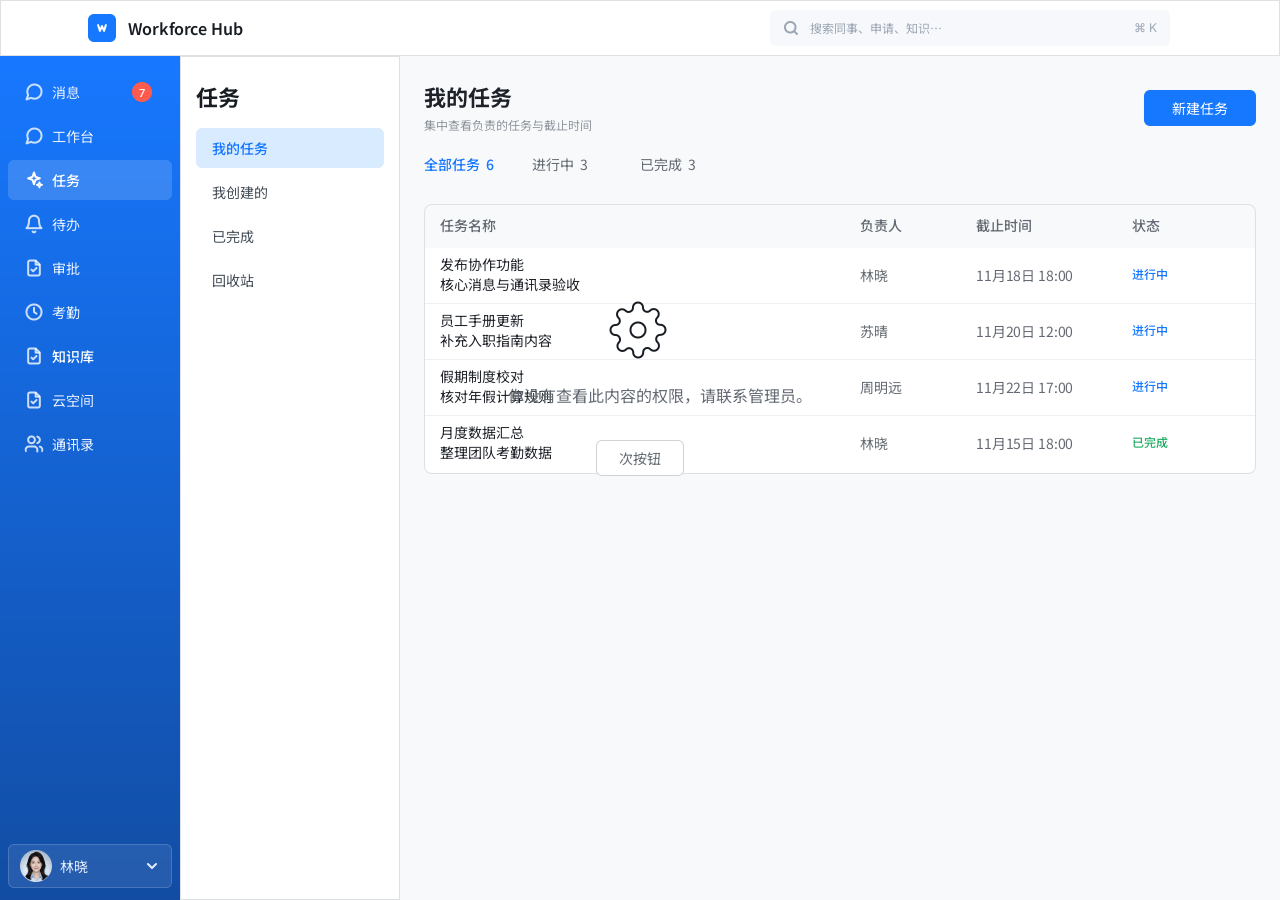 Workforce Hub
搜索同事、申请、知识…
⌘ K
消息
7
工作台
任务
待办
审批
考勤
知识库
云空间
通讯录
林晓
任务
我的任务
我创建的
已完成
回收站
我的任务
集中查看负责的任务与截止时间
新建任务
全部任务 6
进行中 3
已完成 3
任务名称 负责人 截止时间 状态
发布协作功能
核心消息与通讯录验收
林晓 11月18日 18:00 进行中
员工手册更新
补充入职指南内容
苏晴 11月20日 12:00 进行中
假期制度校对
核对年假计算规则
周明远 11月22日 17:00 进行中
有查看此内容的权限，请联系管理员。
月度数据汇总
整理团队考勤数据
林晓 11月15日 18:00 已完成
次按钮